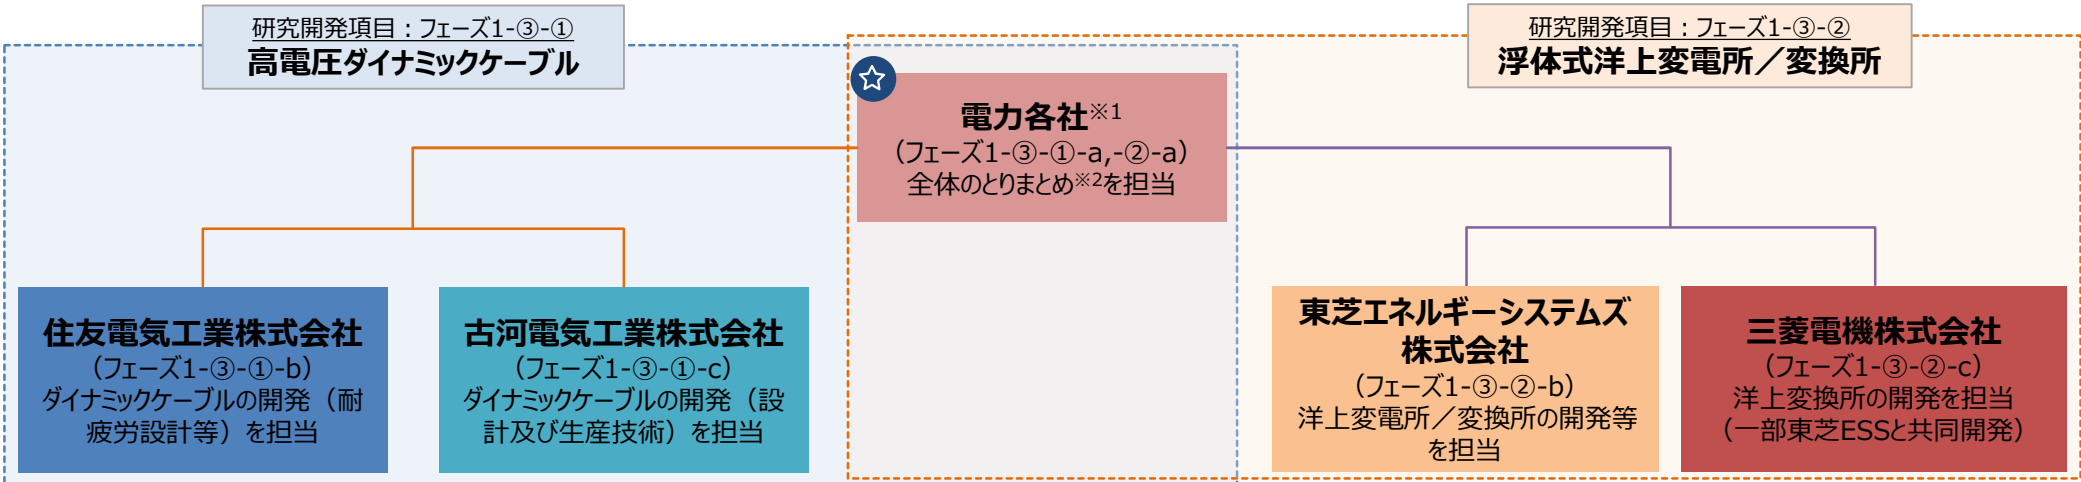 研究開発項目：フェーズ1-③-①
高電圧ダイナミックケーブル
研究開発項目：フェーズ1-③-②
浮体式洋上変電所／変換所
電力各社※1
（フェーズ1-③-①-a,-②-a）
全体のとりまとめ※2を担当
住友電気工業株式会社
（フェーズ1-③-①-b）
ダイナミックケーブルの開発（耐
疲労設計等）を担当
古河電気工業株式会社
（フェーズ1-③-①-c）
ダイナミックケーブルの開発（設
計及び生産技術）を担当
東芝エネルギーシステムズ
株式会社
（フェーズ1-③-②-b）
洋上変電所／変換所の開発等
を担当
三菱電機株式会社
（フェーズ1-③-②-c）
洋上変換所の開発を担当
（一部東芝ESSと共同開発）